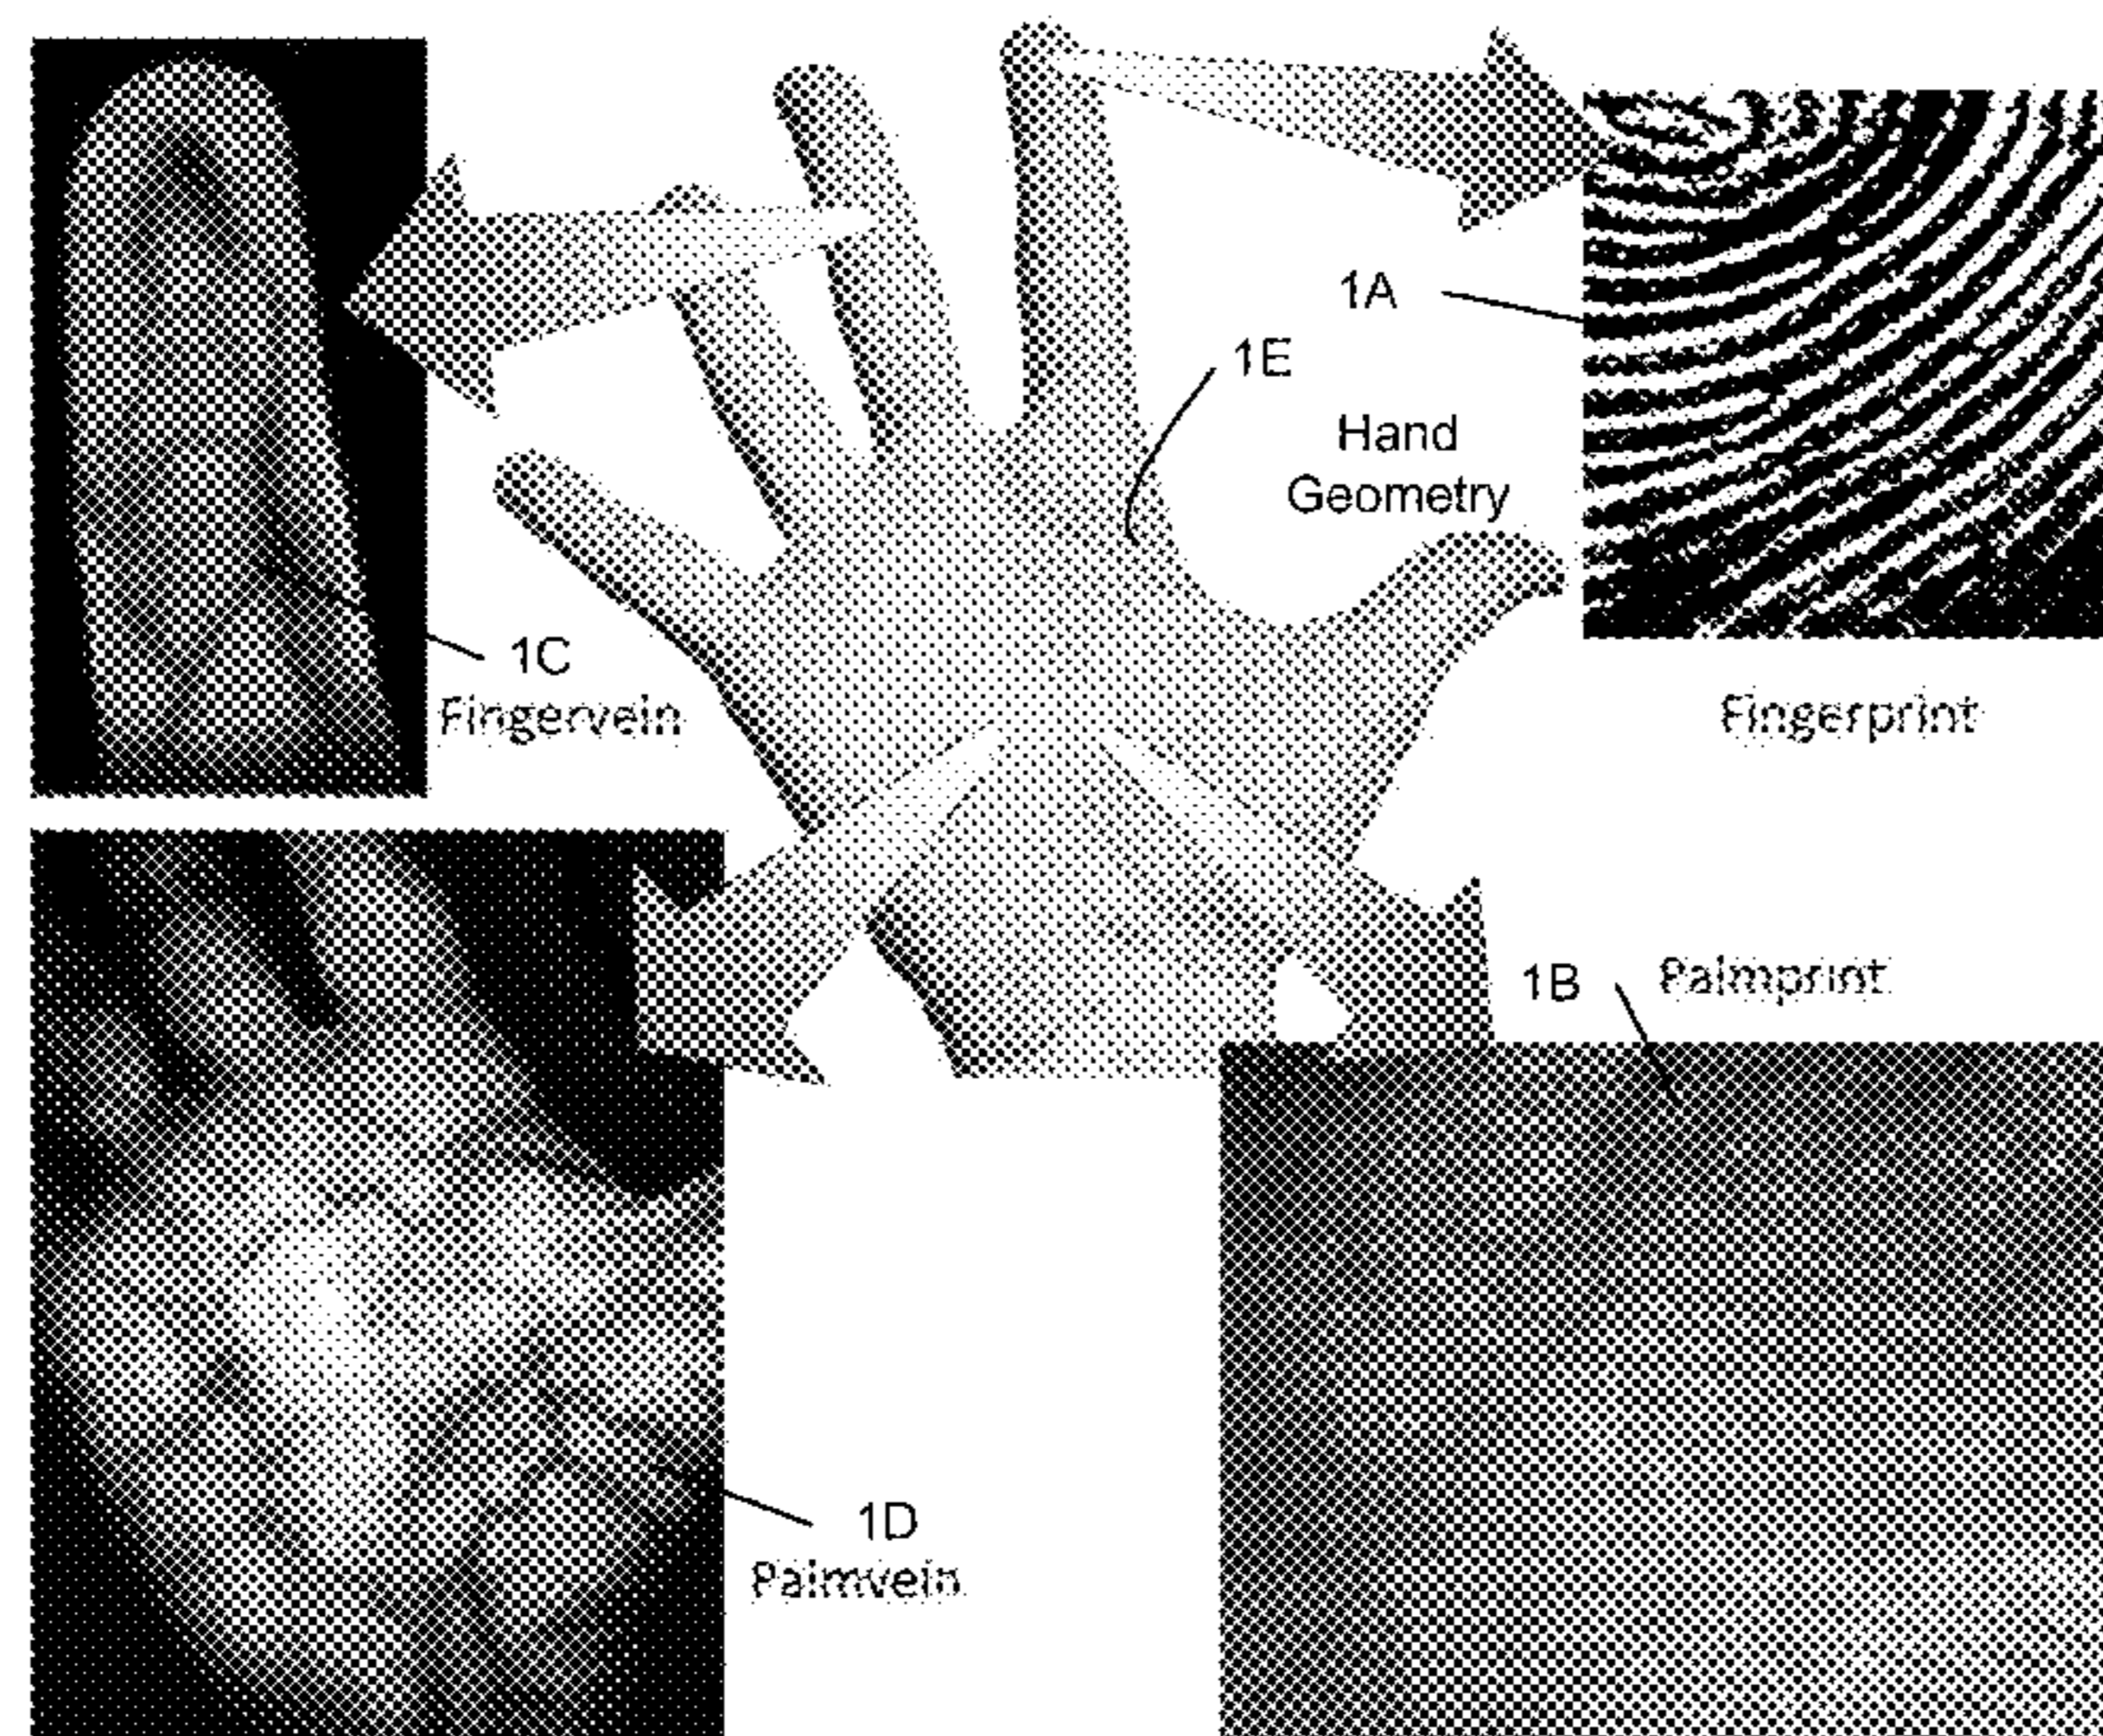 1A
1E
Hand
Geometry
1C
Fingervein
Fingerprint
1B Palmprint
1D
Palmvein